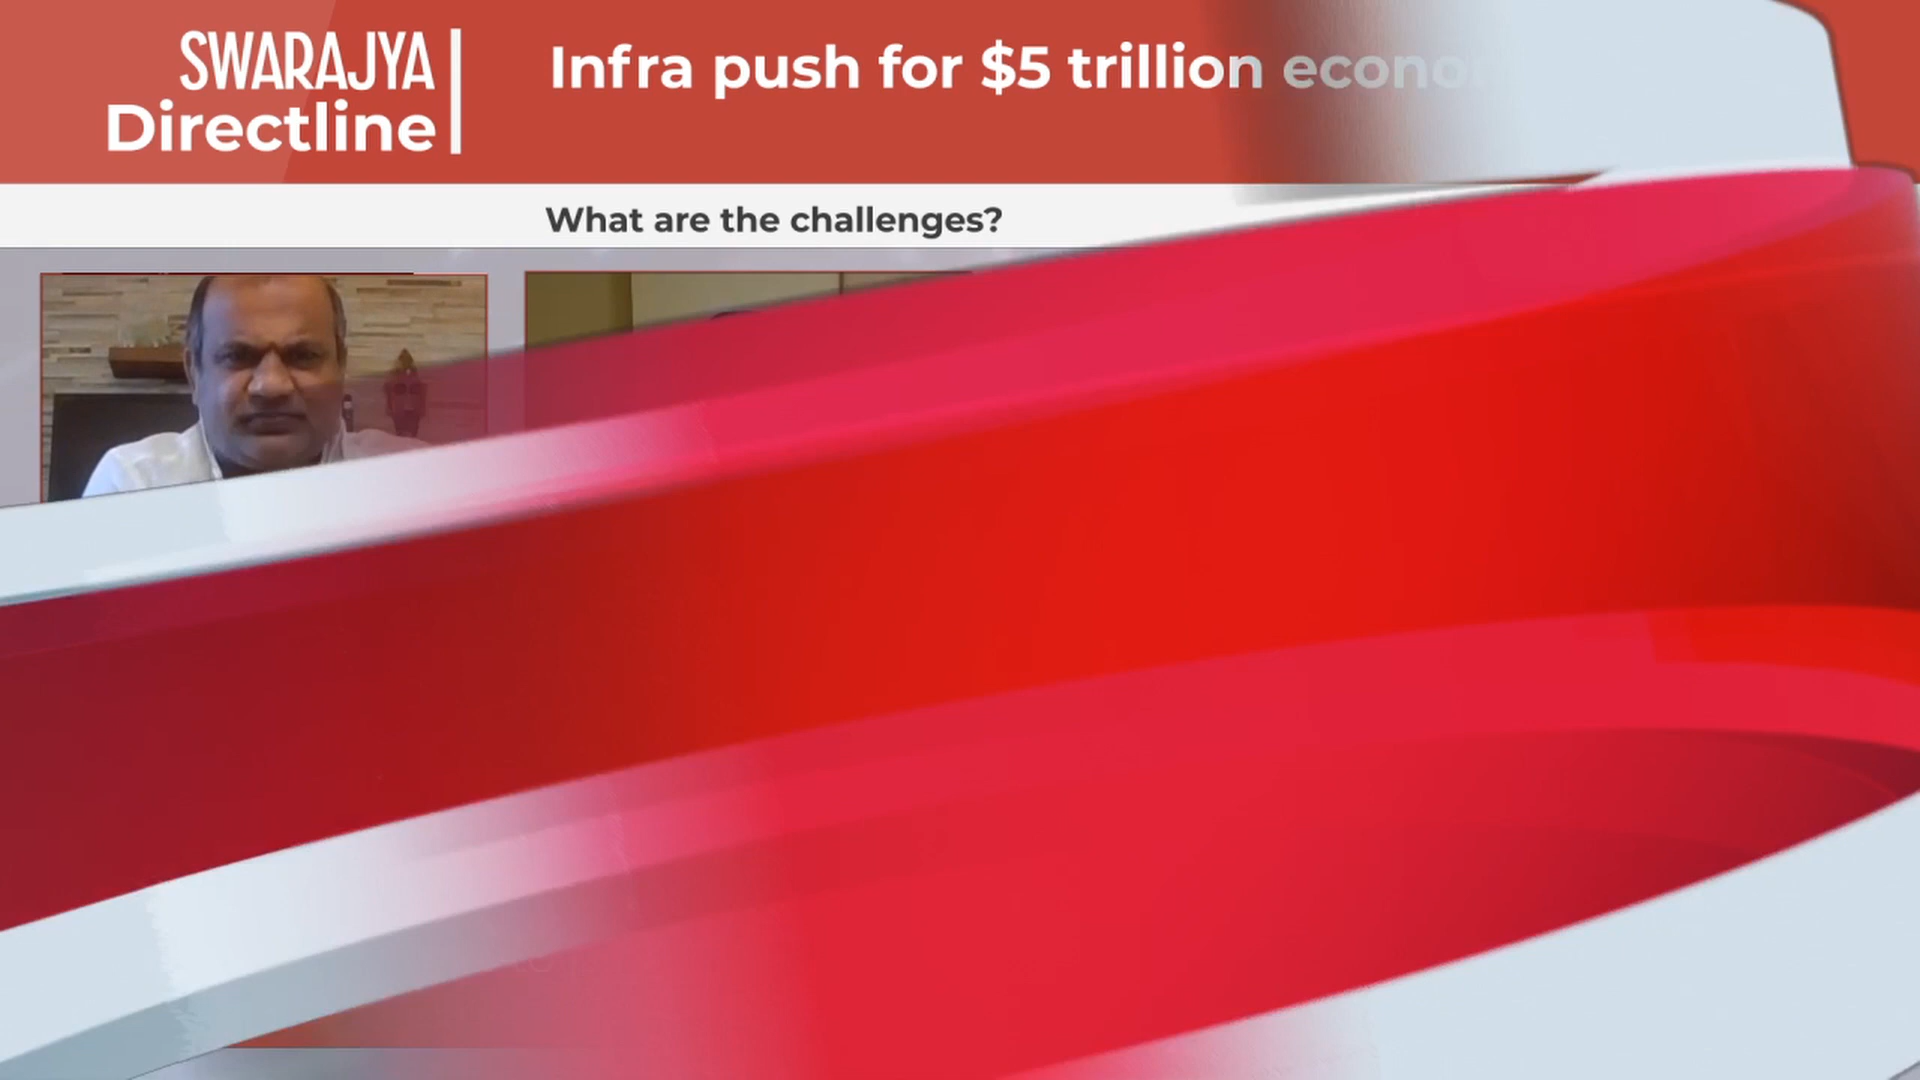 SWARAJYA
Directline
Infra push for $5 trillion
What are the challenges?